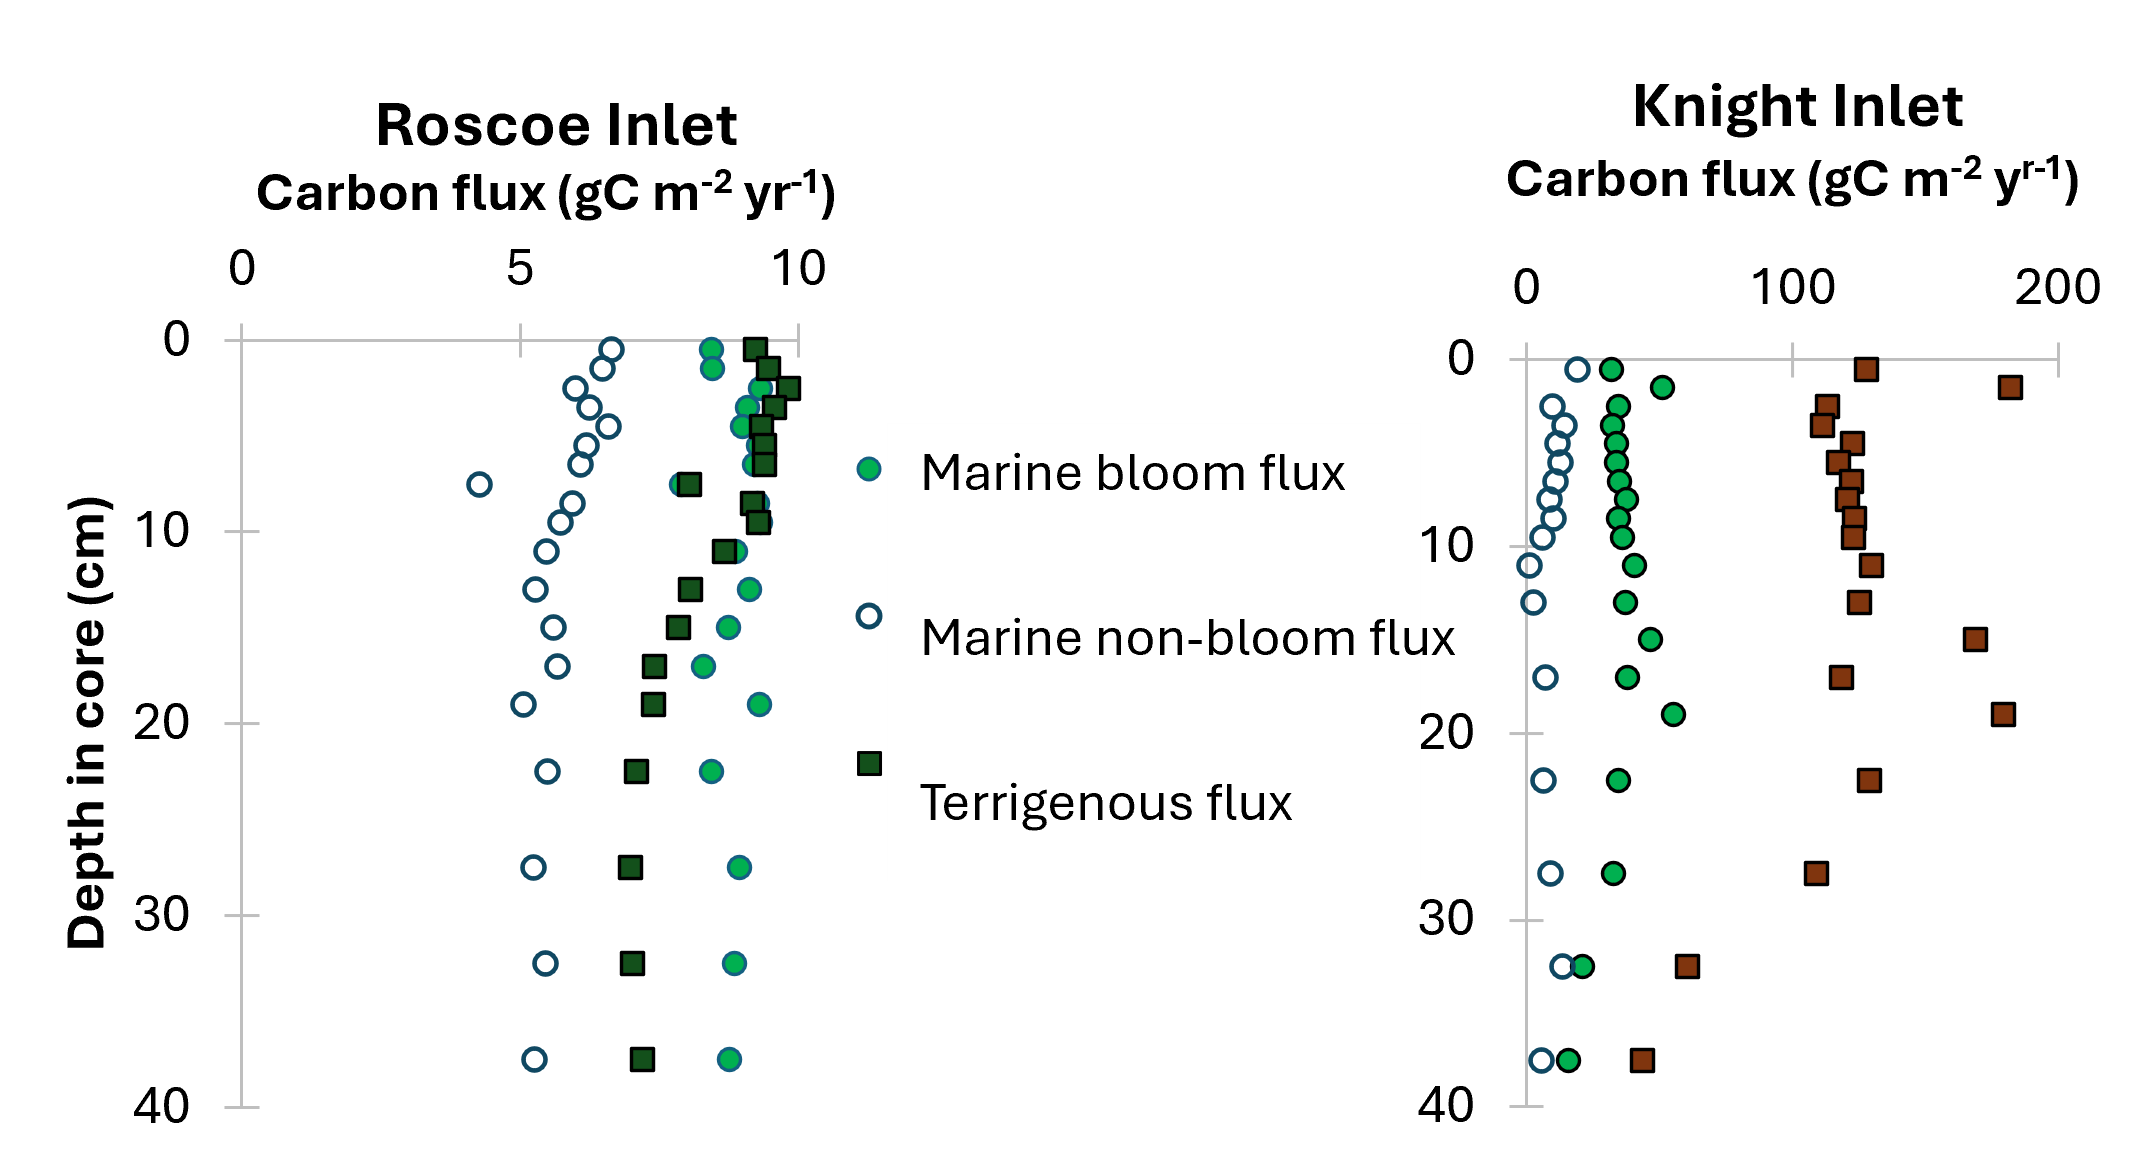 Roscoe Inlet
Carbon flux (gC m-2 yr-1)
0 5 10
0
10
20
30
40
Depth in core (cm)
Marine bloom flux
Marine non-bloom flux
Terrigenous flux
Knight Inlet
Carbon flux (gC m-2 yr-1)
0 100 200
0
10
20
30
40